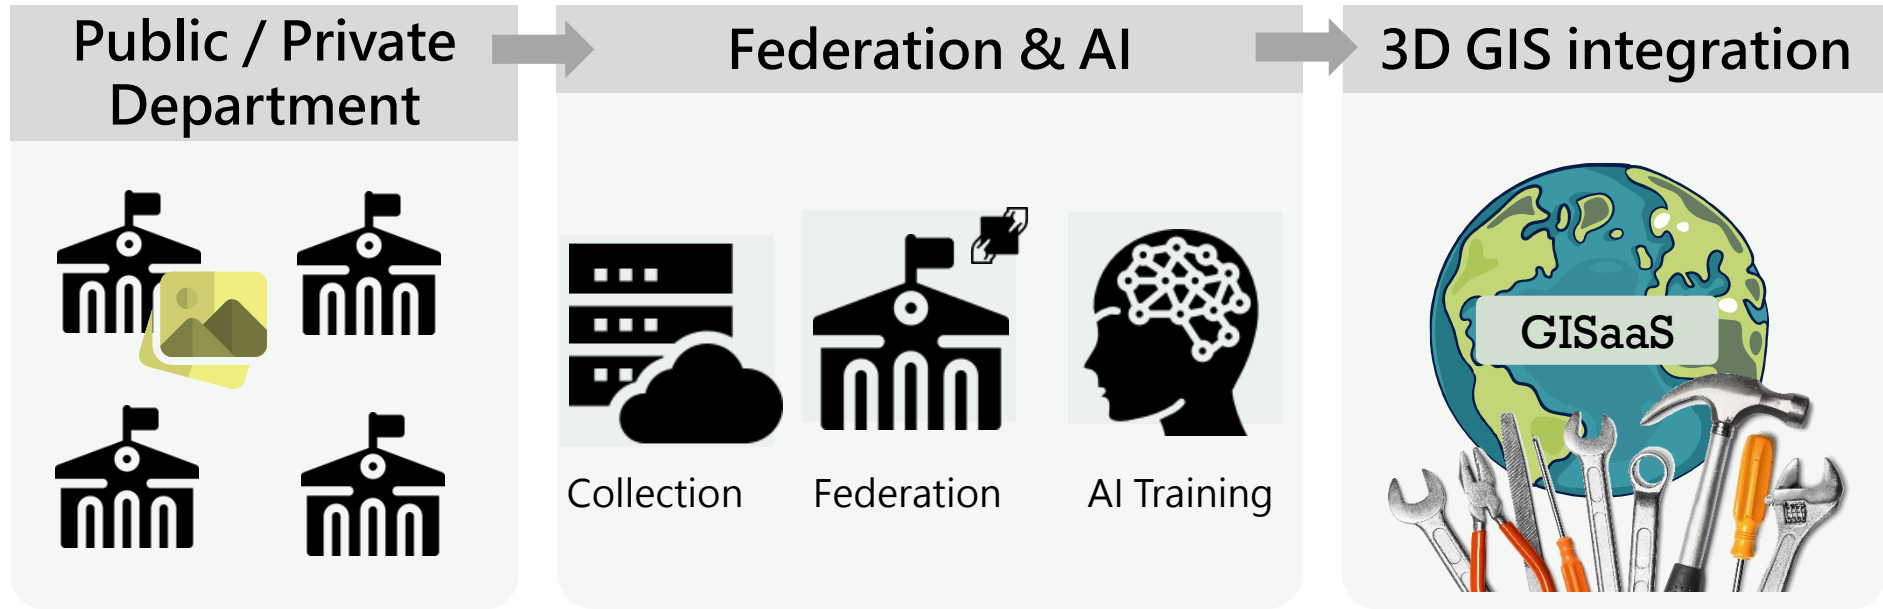 Public / Private
Department
Federation & AI
3D GIS integration
GISaaS
Collection
Federation
AI Training